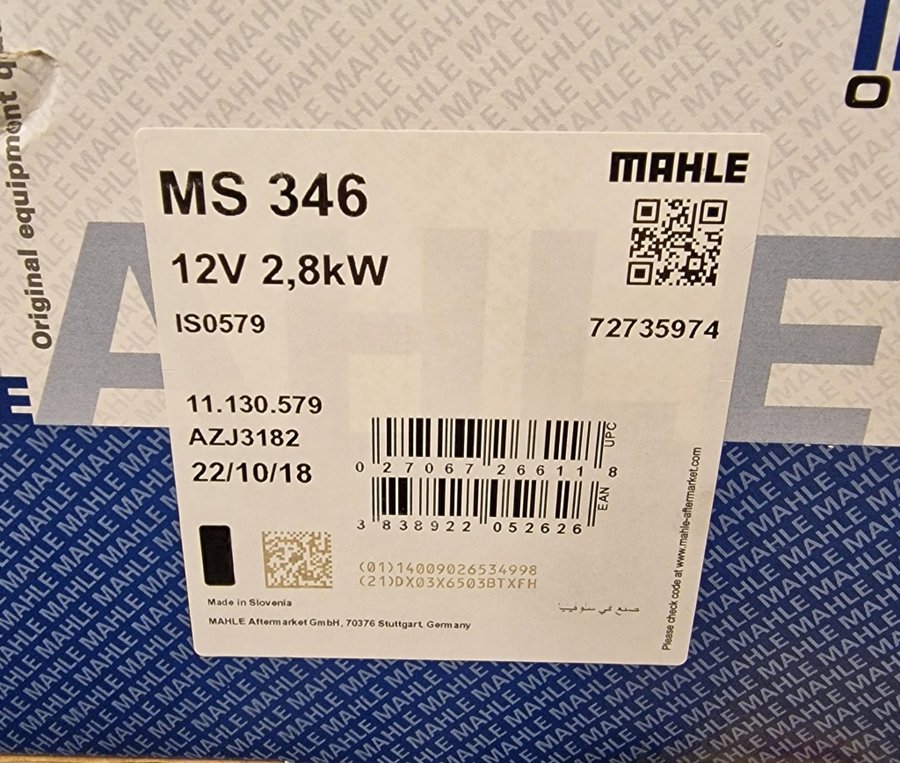 Original equipment
MAHLE
MS 346
12V 2,8kW
IS0579
72735974
11.130.579
AZJ3182
22/10/18
UPC
0 27067 26611 8
EAN
3 838922 052626
(01)14009026534998
(21)DX03X6503BTXFH
Made in Slovenia
صنع في سلوفينيا
MAHLE Aftermarket GmbH, 70376 Stuttgart, Germany
Please check code at www.mahle-aftermarket.com
AHLE